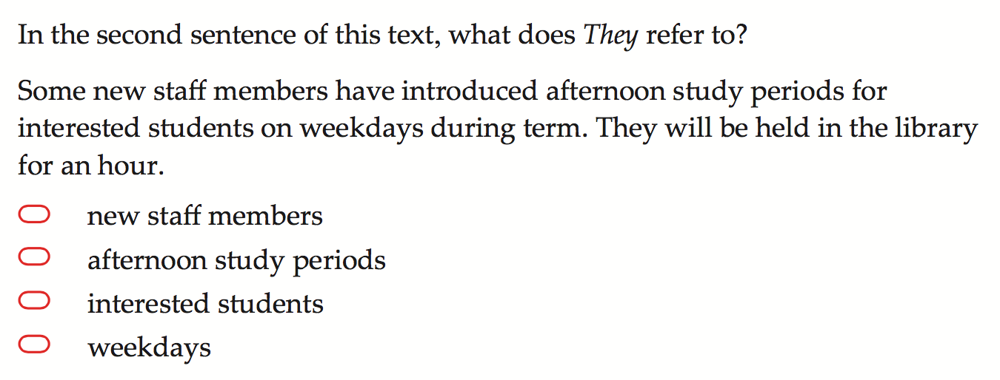 In the second sentence of this text, what does They refer to?
Some new staff members have introduced afternoon study periods for
interested students on weekdays during term. They will be held in the library
for an hour.
new staff members
afternoon study periods
interested students
weekdays